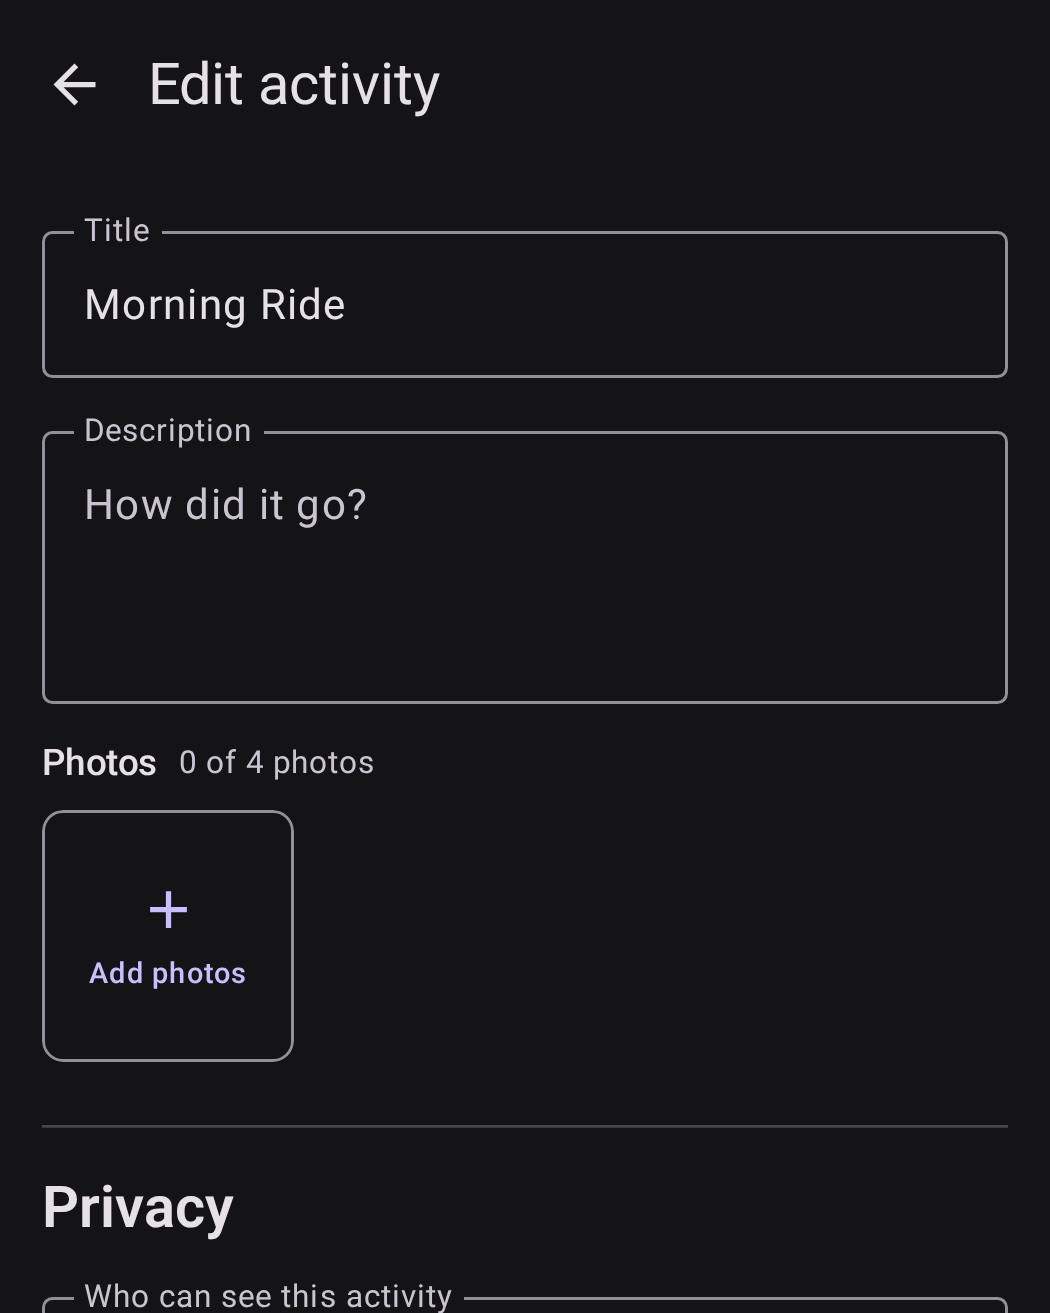 Edit activity
Title
Morning Ride
Description
How did it go?
Photos 0 of 4 photos
Add photos
Privacy
Who can see this activity